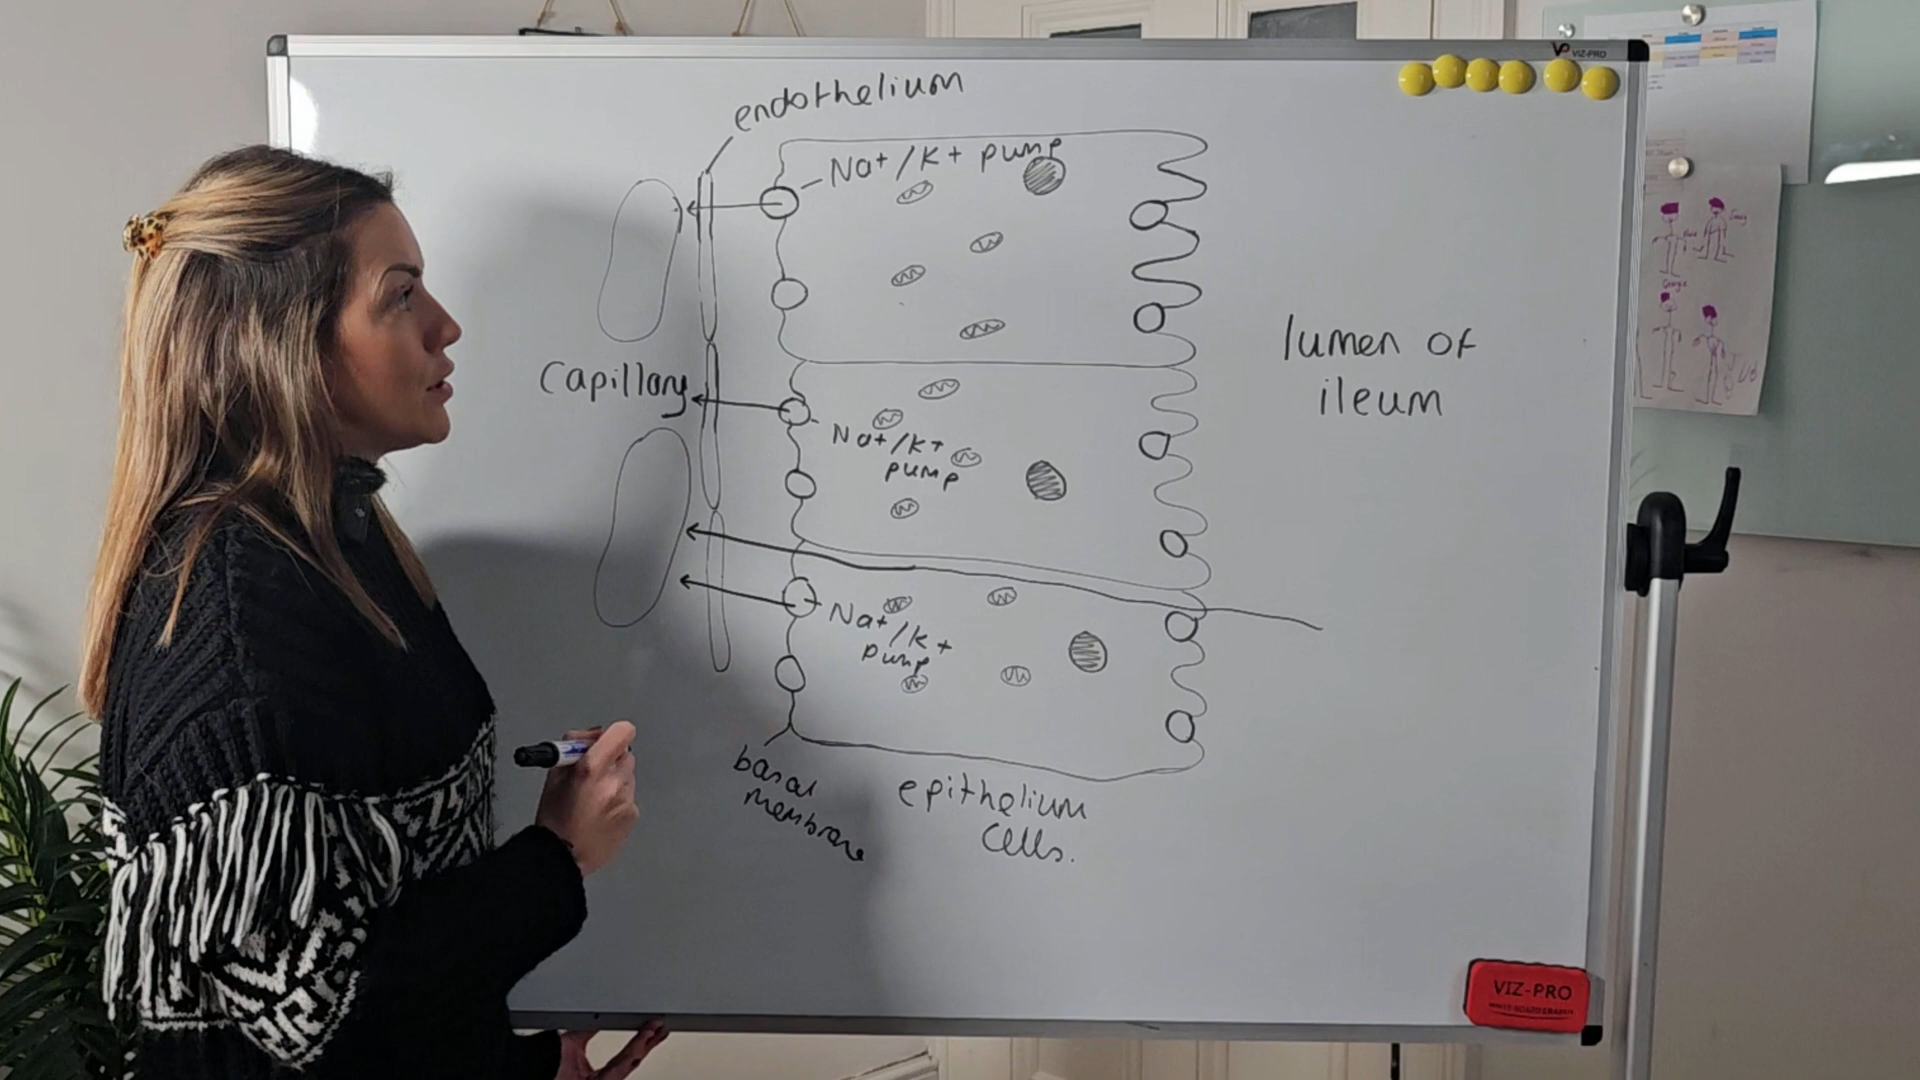 VIZ-PRO
endothelium
Na+/K+ pump
lumen of
ileum
Capillary
Na+/K+
pump
Na+/K+
pump
basal
membrane
epithelium
cells.
VIZ-PRO
Georgie